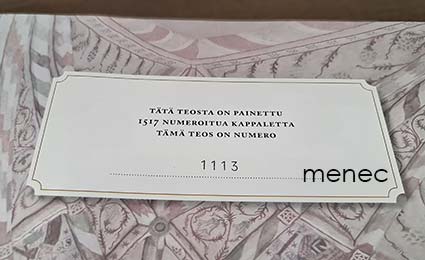 TÄTÄ TEOSTA ON PAINETTU
1517 NUMEROITUA KAPPALETTA
TÄMÄ TEOS ON NUMERO
1113
menec